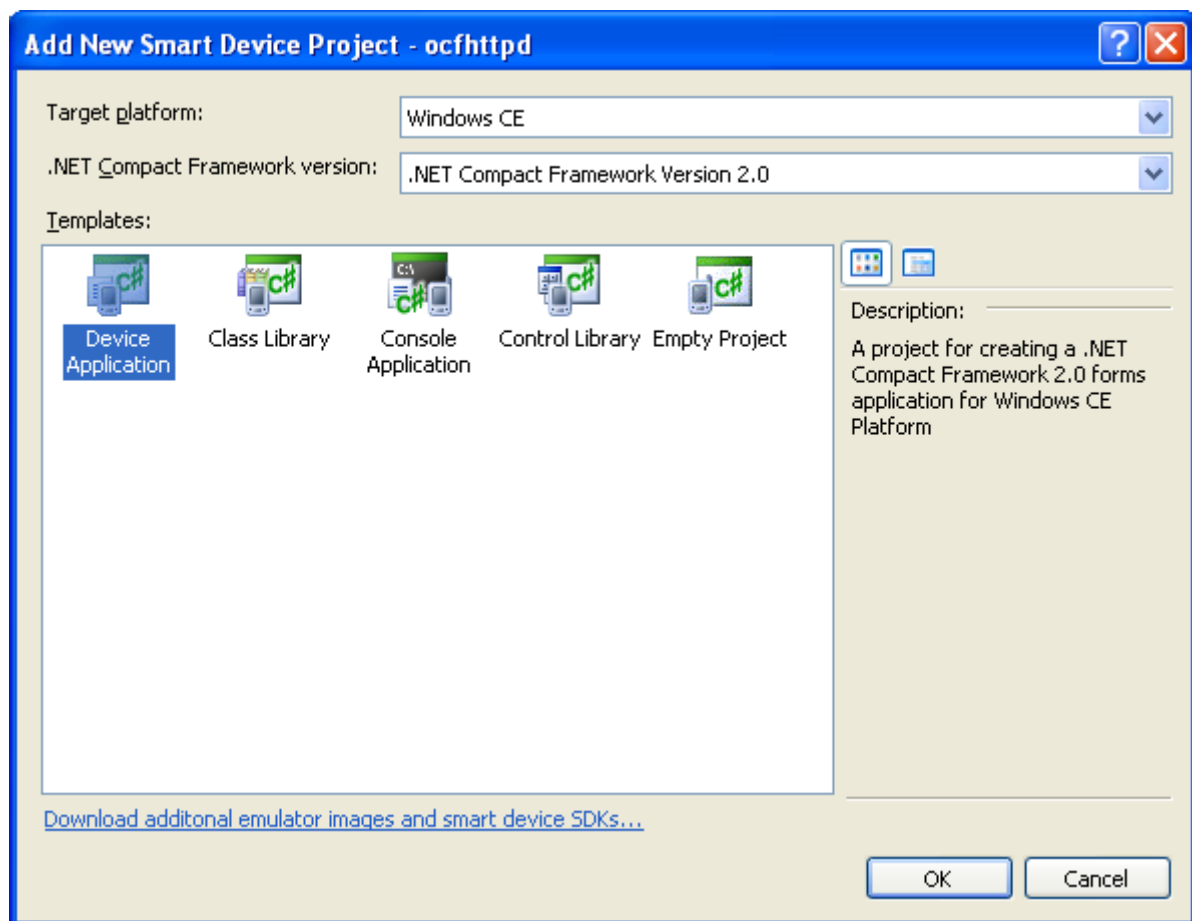 Add New Smart Device Project - ocfhttpd
Target platform:
Windows CE
.NET Compact Framework version:
.NET Compact Framework Version 2.0
Templates:
Device
Application
Class Library
Console
Application
Control Library
Empty Project
Description:
A project for creating a .NET
Compact Framework 2.0 forms
application for Windows CE
Platform
Download additonal emulator images and smart device SDKs...
OK
Cancel